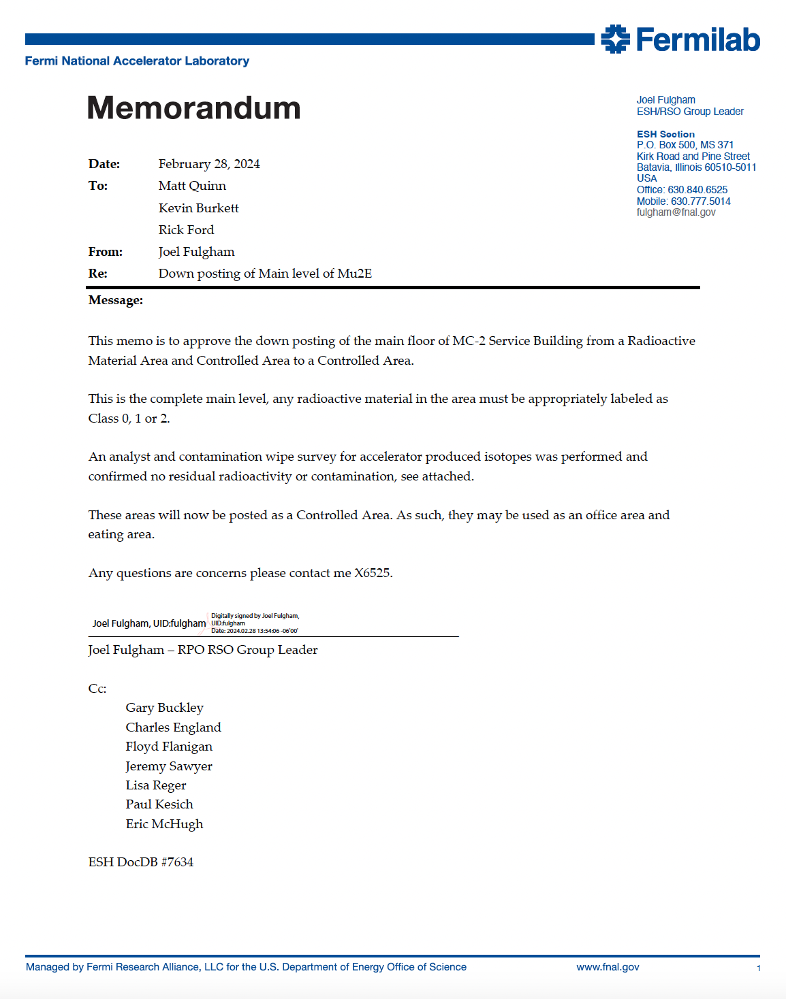 Fermilab
Fermi National Accelerator Laboratory
Memorandum
Joel Fulgham
ESH/RSO Group Leader
ESH Section
P.O. Box 500, MS 371
Kirk Road and Pine Street
Batavia, Illinois 60510-5011
USA
Office: 630.840.6525
Mobile: 630.777.5014
fulgham@fnal.gov
Date: February 28, 2024
To: Matt Quinn
Kevin Burkett
Rick Ford
From: Joel Fulgham
Re: Down posting of Main level of Mu2E
Message:
This memo is to approve the down posting of the main floor of MC-2 Service Building from a Radioactive
Material Area and Controlled Area to a Controlled Area.
This is the complete main level, any radioactive material in the area must be appropriately labeled as
Class 0, 1 or 2.
An analyst and contamination wipe survey for accelerator produced isotopes was performed and
confirmed no residual radioactivity or contamination, see attached.
These areas will now be posted as a Controlled Area. As such, they may be used as an office area and
eating area.
Any questions are concerns please contact me X6525.
Joel Fulgham, UID:fulgham
Digitally signed by Joel Fulgham,
UID:fulgham
Date: 2024.02.28 13:54:06 -06'00'
Joel Fulgham – RPO RSO Group Leader
Cc:
Gary Buckley
Charles England
Floyd Flanigan
Jeremy Sawyer
Lisa Reger
Paul Kesich
Eric McHugh
ESH DocDB #7634
Managed by Fermi Research Alliance, LLC for the U.S. Department of Energy Office of Science www.fnal.gov 1